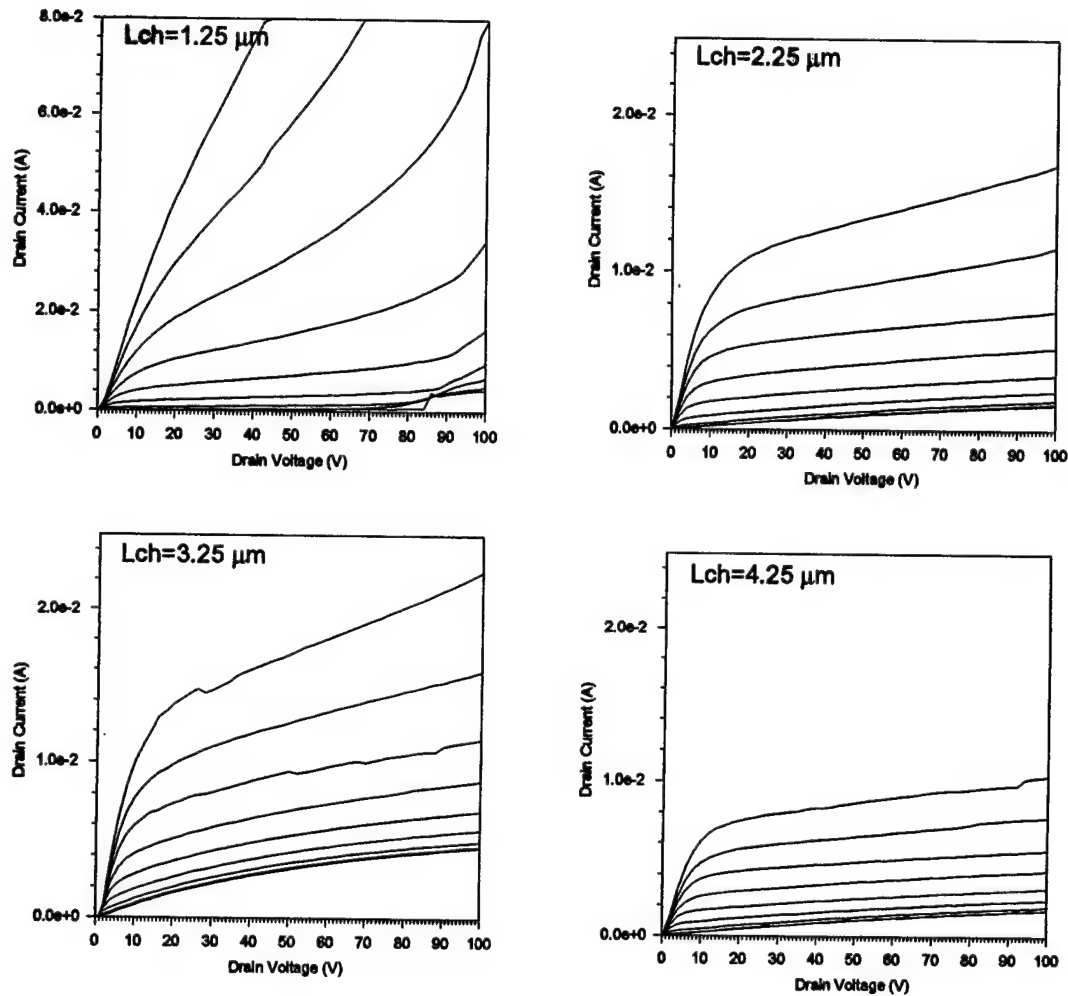 Lch=1.25 µm
8.0e-2
6.0e-2
4.0e-2
2.0e-2
0.0e+0
Drain Current (A)
0 10 20 30 40 50 60 70 80 90 100
Drain Voltage (V)
Lch=2.25 µm
2.0e-2
1.0e-2
0.0e+0
Drain Current (A)
0 10 20 30 40 50 60 70 80 90 100
Drain Voltage (V)
Lch=3.25 µm
2.0e-2
1.0e-2
0.0e+0
Drain Current (A)
0 10 20 30 40 50 60 70 80 90 100
Drain Voltage (V)
Lch=4.25 µm
2.0e-2
1.0e-2
0.0e+0
Drain Current (A)
0 10 20 30 40 50 60 70 80 90 100
Drain Voltage (V)